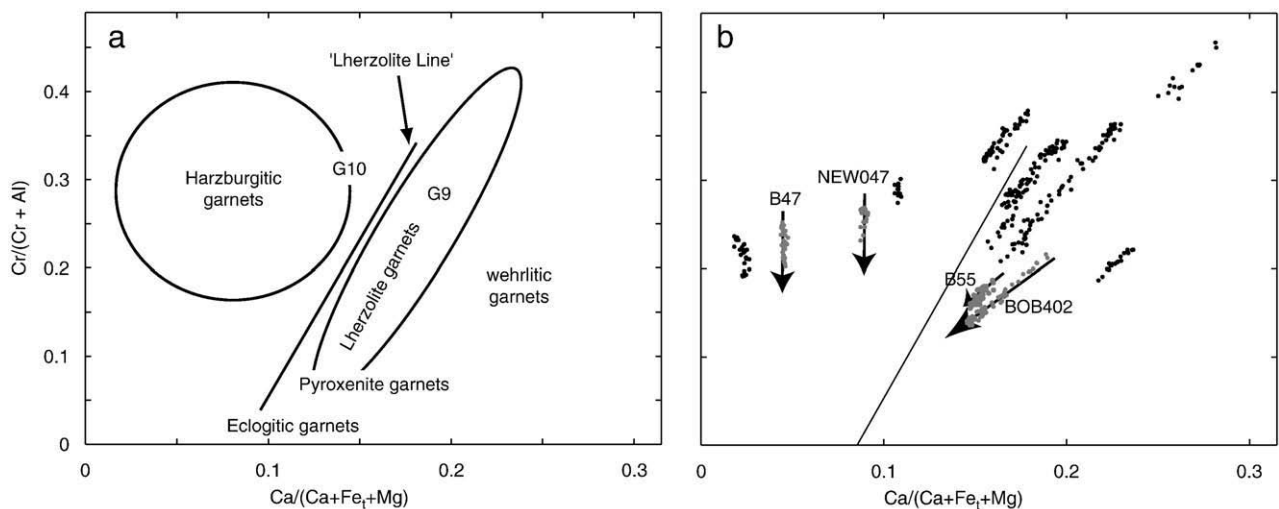 a
'Lherzolite Line'
0.4
Harzburgitic
garnets
G10
G9
0.3
Cr/(Cr + Al)
Lherzolite garnets
wehrlitic
garnets
0.2
0.1
Pyroxenite garnets
Eclogitic garnets
0
0
0.1
0.2
0.3
Ca/(Ca+Feₜ+Mg)
b
NEW047
B47
B55
BOB402
0
0.1
0.2
0.3
Ca/(Ca+Feₜ+Mg)